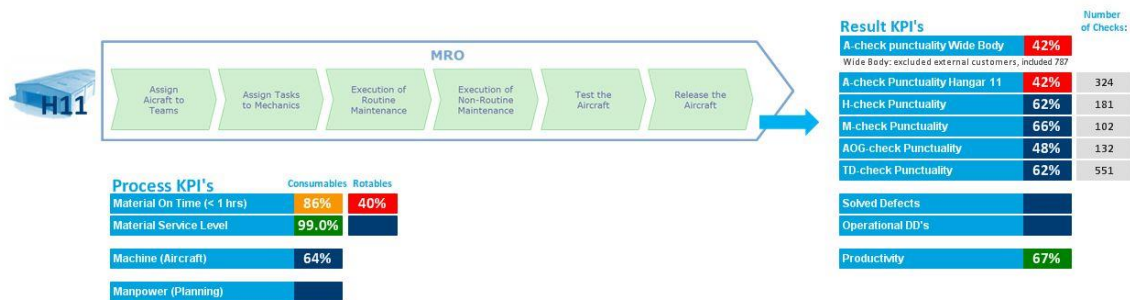 H11
MRO
Assign
Aicraft to
Teams
Assign Tasks
to Mechanics
Execution of
Routine
Maintenance
Execution of
Non-Routine
Maintenance
Test the
Aircraft
Release the
Aircraft
Process KPI's
Consumables Rotables
Material On Time (< 1 hrs) 86% 40%
Material Service Level 99.0%
Machine (Aircraft) 64%
Manpower (Planning)
Result KPI's
Number
of Checks:
A-check punctuality Wide Body 42%
Wide Body: excluded external customers, included 787
A-check Punctuality Hangar 11 42% 324
H-check Punctuality 62% 181
M-check Punctuality 66% 102
AOG-check Punctuality 48% 132
TD-check Punctuality 62% 551
Solved Defects
Operational DD's
Productivity 67%